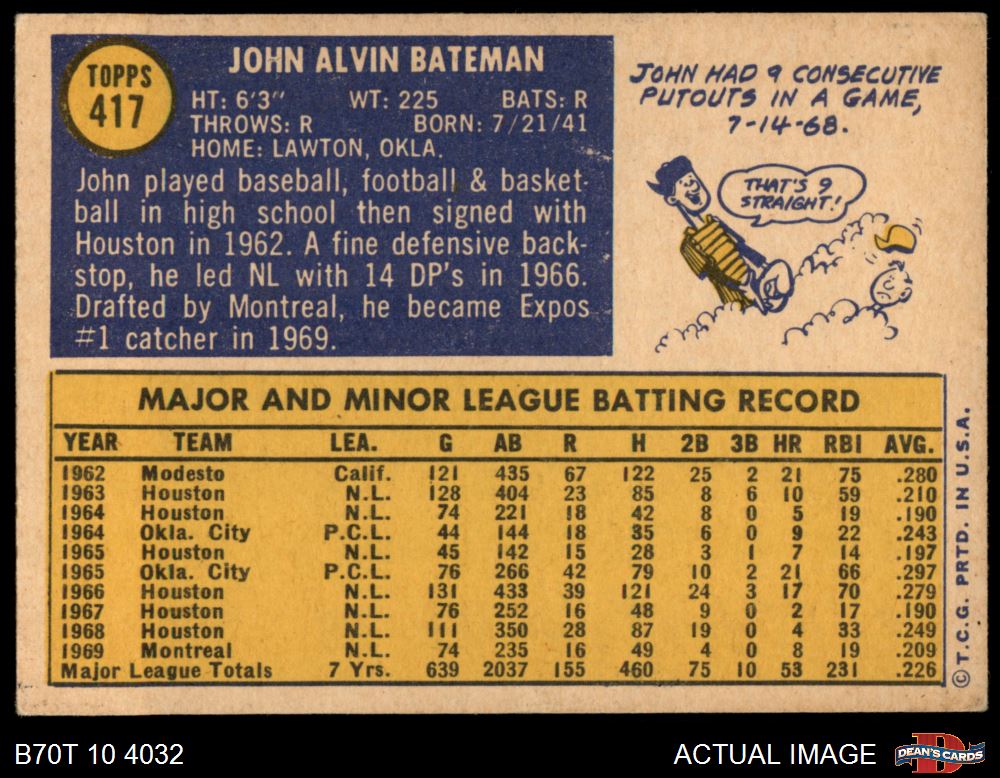 TOPPS
417
JOHN ALVIN BATEMAN
HT: 6'3" WT: 225 BATS: R
THROWS: R BORN: 7/21/41
HOME: LAWTON, OKLA.
John played baseball, football & basket-
ball in high school then signed with
Houston in 1962. A fine defensive back-
stop, he led NL with 14 DP's in 1966.
Drafted by Montreal, he became Expos
#1 catcher in 1969.
JOHN HAD 9 CONSECUTIVE
PUTOUTS IN A GAME,
7-14-68.
THAT'S 9
STRAIGHT!
MAJOR AND MINOR LEAGUE BATTING RECORD
YEAR TEAM LEA. G AB R H 2B 3B HR RBI AVG.
1962 Modesto Calif. 121 435 67 122 25 2 21 75 .280
1963 Houston N.L. 128 404 23 85 8 6 10 59 .210
1964 Houston N.L. 74 221 18 42 8 0 5 19 .190
1964 Okla. City P.C.L. 44 144 18 35 6 0 9 22 .243
1965 Houston N.L. 45 142 15 28 3 1 7 14 .197
1965 Okla. City P.C.L. 76 266 42 79 10 2 21 66 .297
1966 Houston N.L. 131 433 39 121 24 3 17 70 .279
1967 Houston N.L. 76 252 16 48 9 0 2 17 .190
1968 Houston N.L. 111 350 28 87 19 0 4 33 .249
1969 Montreal N.L. 74 235 16 49 4 0 8 19 .209
Major League Totals 7 Yrs. 639 2037 155 460 75 10 53 231 .226
©T.C.G. PRTD. IN U.S.A.
B70T 10 4032
ACTUAL IMAGE
D
DEAN'S CARDS